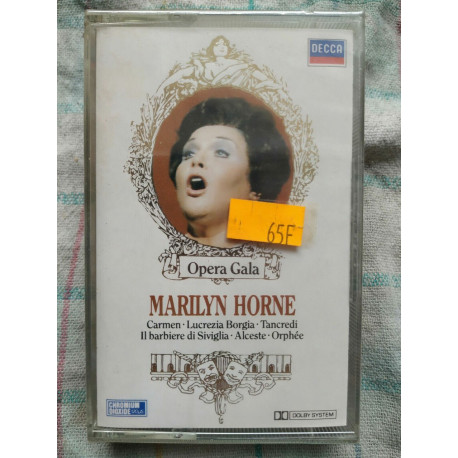 DECCA
65F
Opera Gala
MARILYN HORNE
Carmen · Lucrezia Borgia · Tancredi
Il barbiere di Siviglia · Alceste · Orphée
CHROMIUM
DIOXIDE
DOLBY SYSTEM